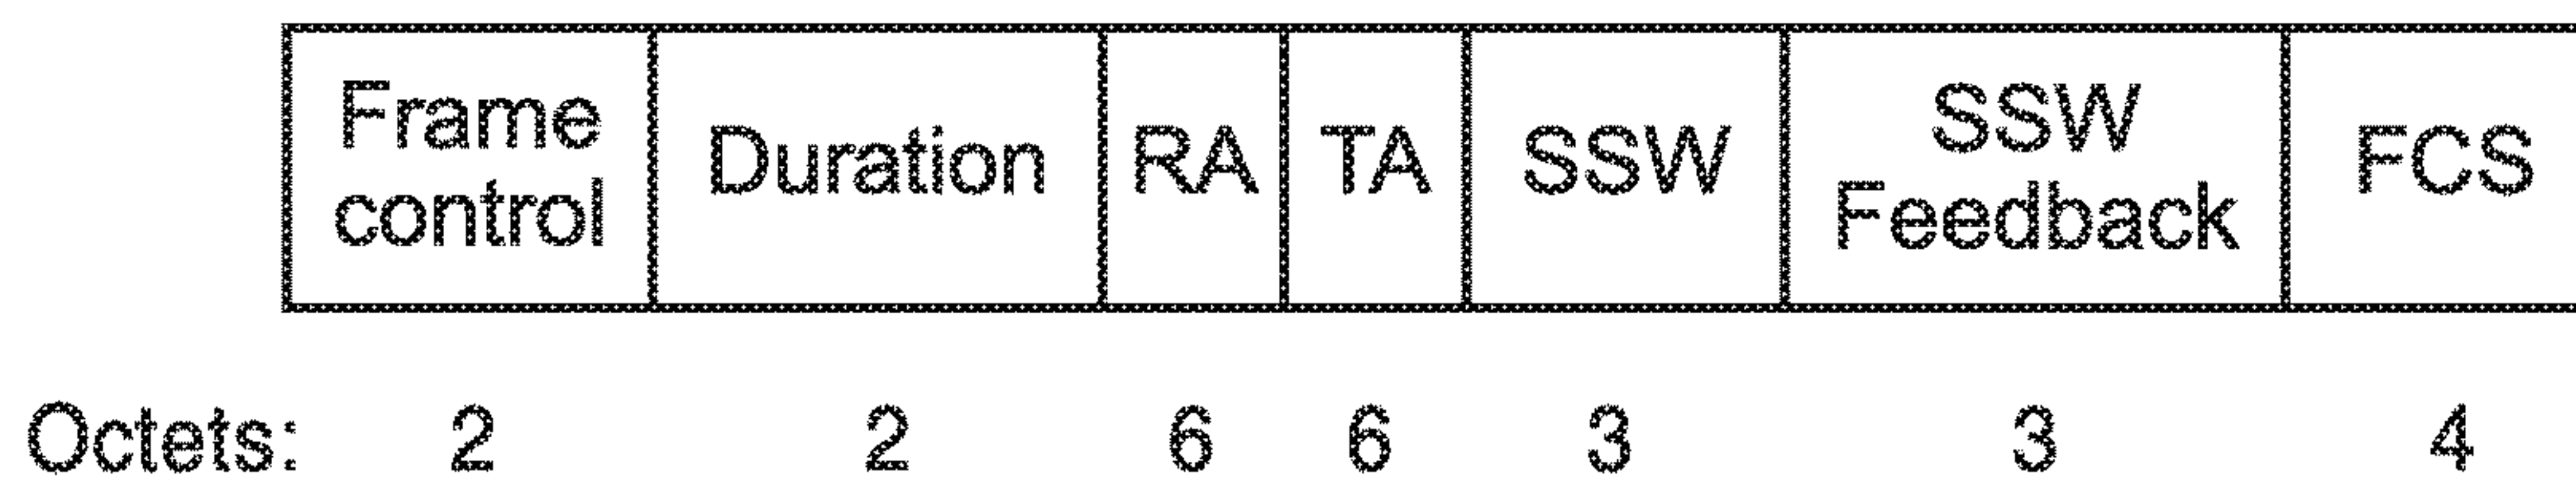 Frame
control
Duration
RA
TA
SSW
SSW
Feedback
FCS
Octets: 2 2 6 6 3 3 4